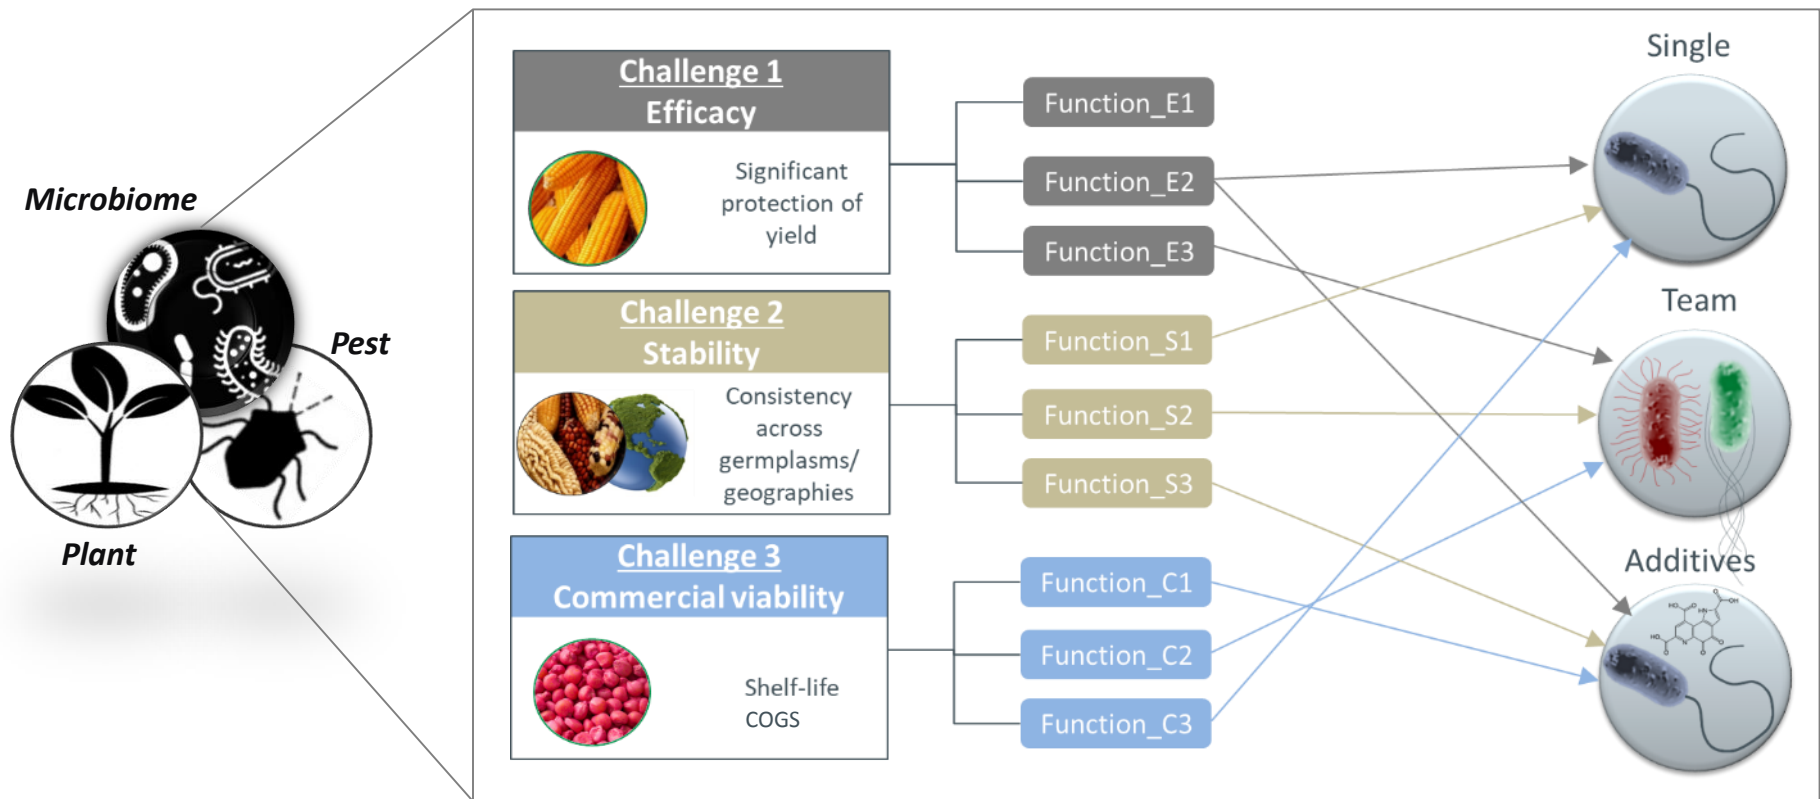 Microbiome
Pest
Plant
Challenge 1
Efficacy
Significant
protection of
yield
Challenge 2
Stability
Consistency
across
germplasms/
geographies
Challenge 3
Commercial viability
Shelf-life
COGS
Function_E1
Function_E2
Function_E3
Function_S1
Function_S2
Function_S3
Function_C1
Function_C2
Function_C3
Single
Team
Additives